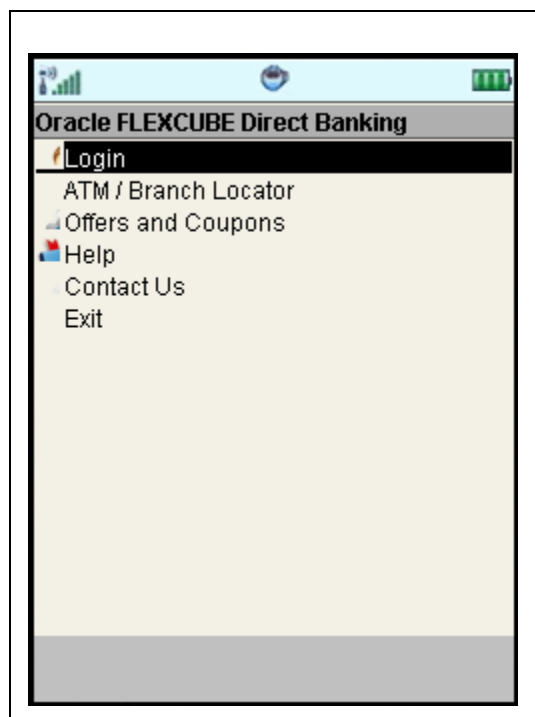 Oracle FLEXCUBE Direct Banking
Login
ATM / Branch Locator
Offers and Coupons
Help
Contact Us
Exit